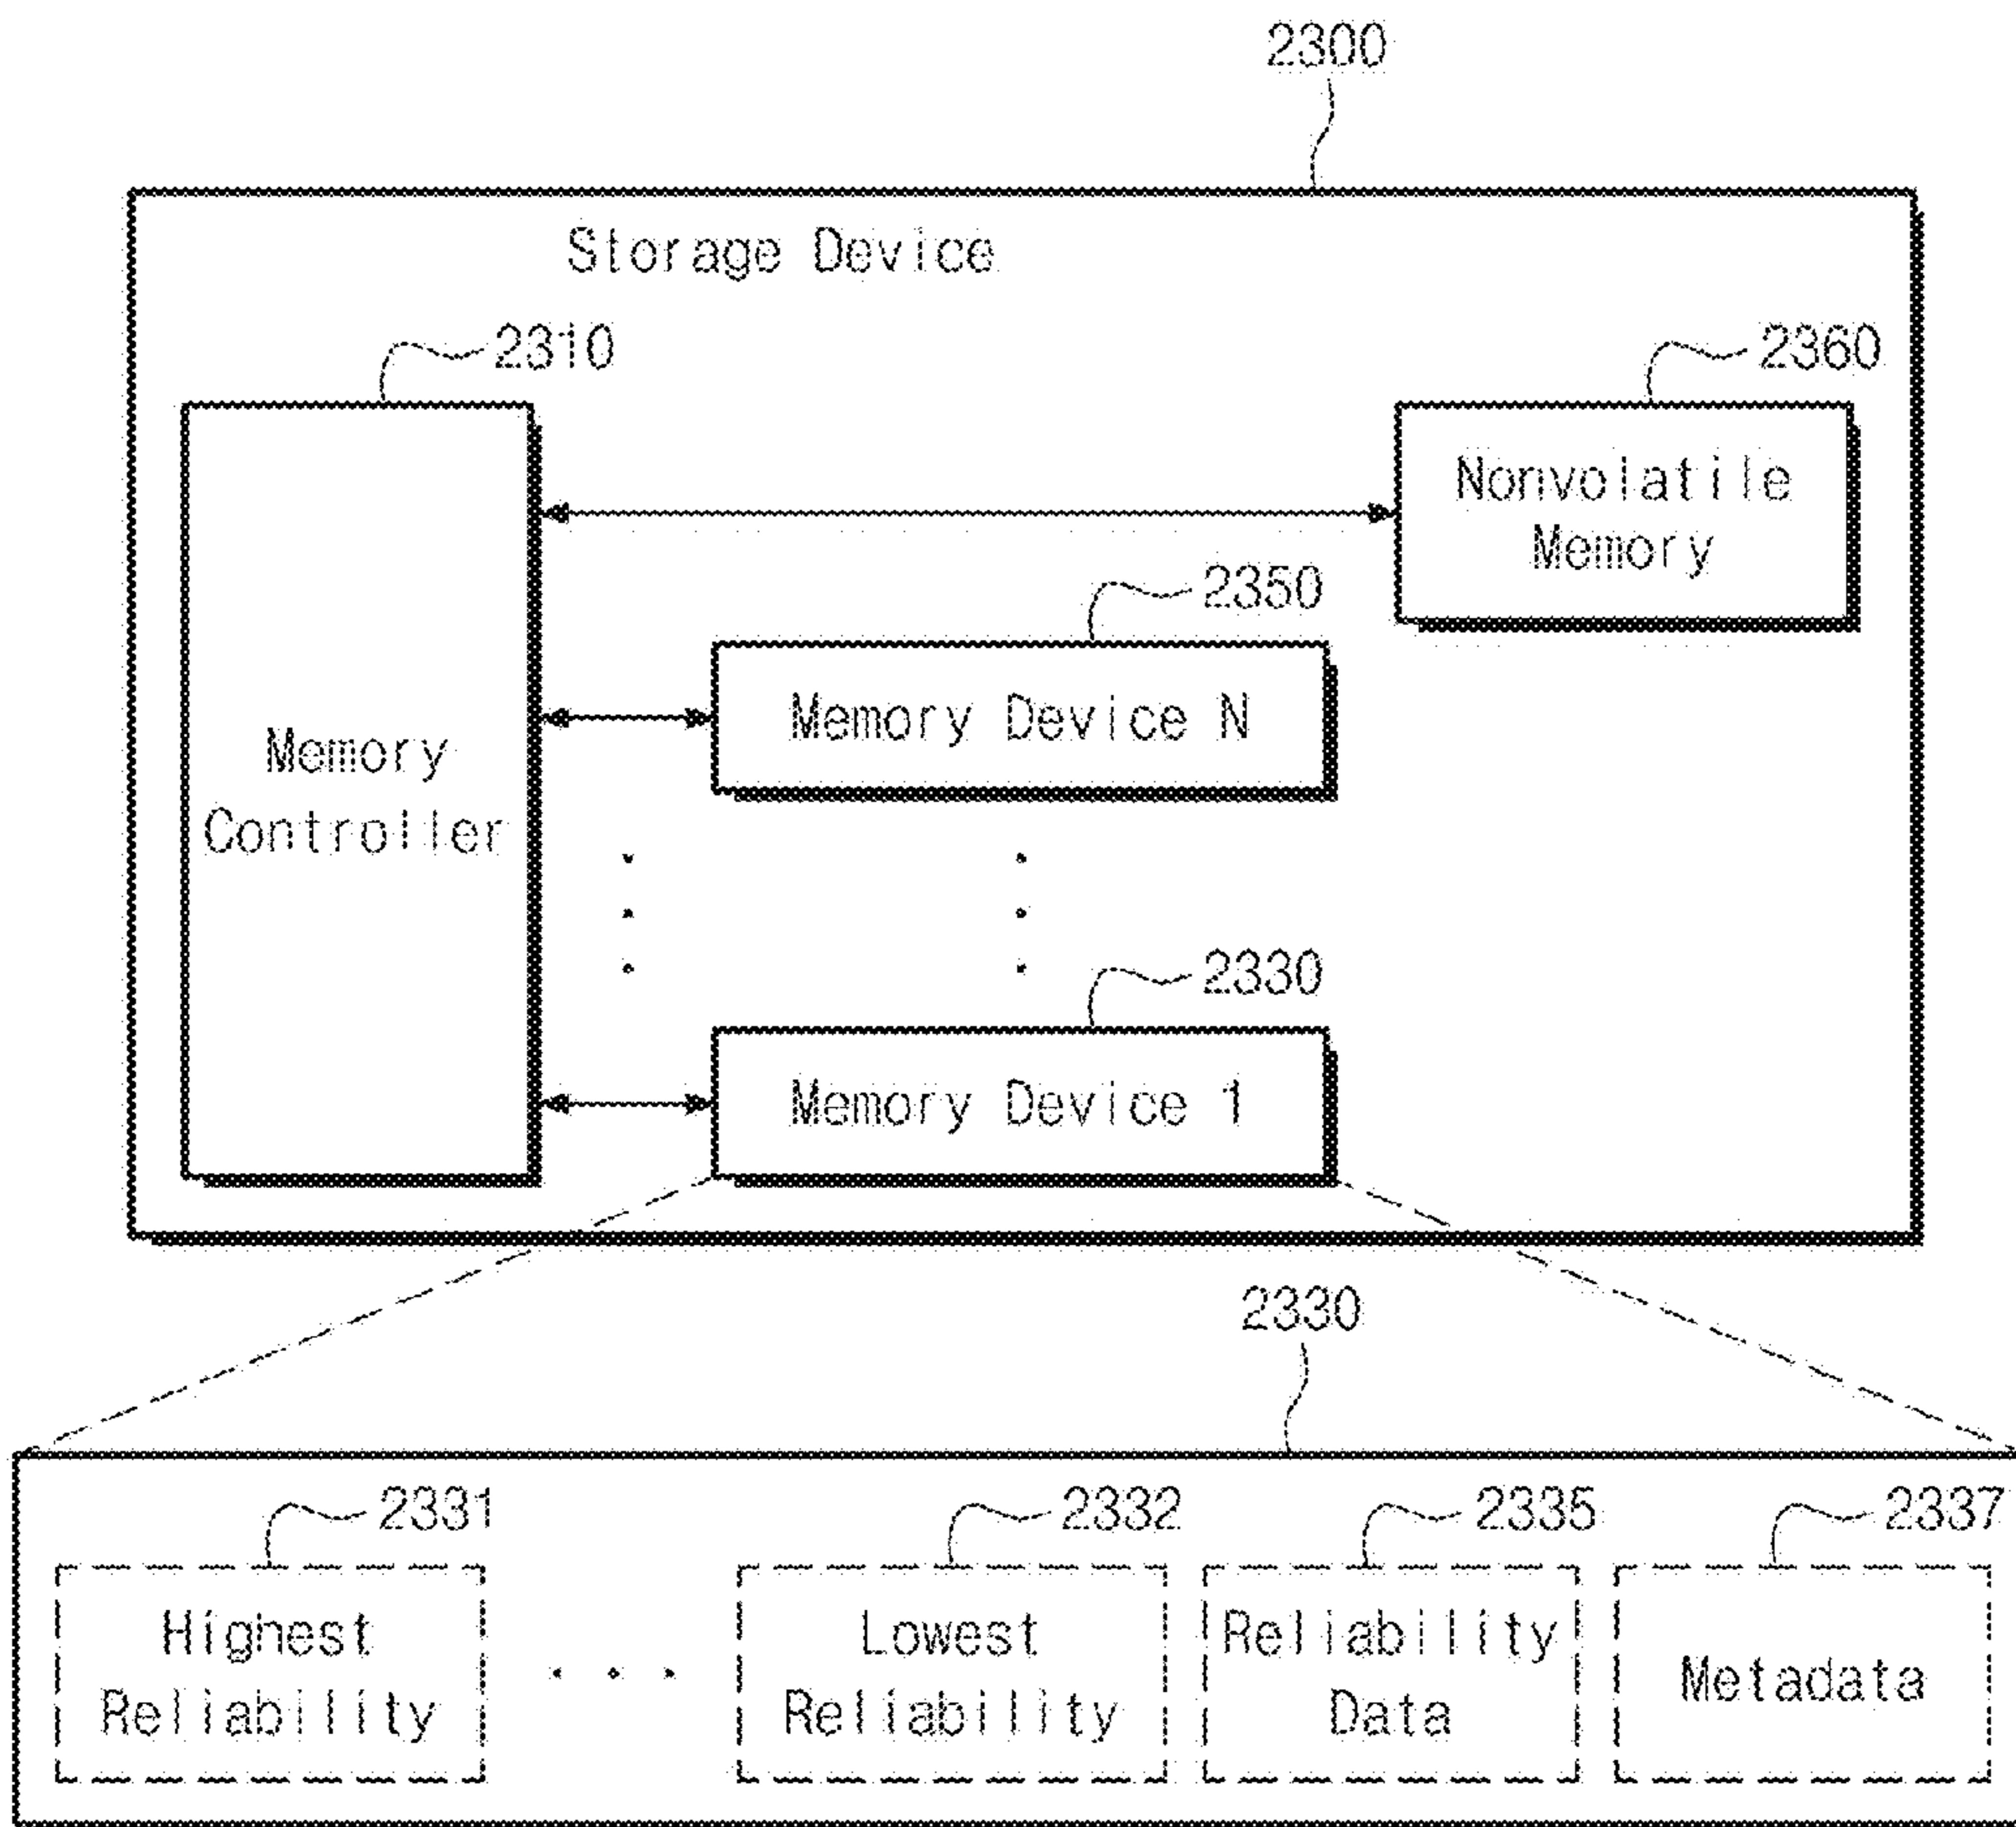 2300
Storage Device
2310
2360
Nonvolatile
Memory
2350
Memory Device N
Memory
Controller
2330
Memory Device 1
2330
2331
2332
2335
2337
Highest
Reliability
. . .
Lowest
Reliability
Reliability
Data
Metadata